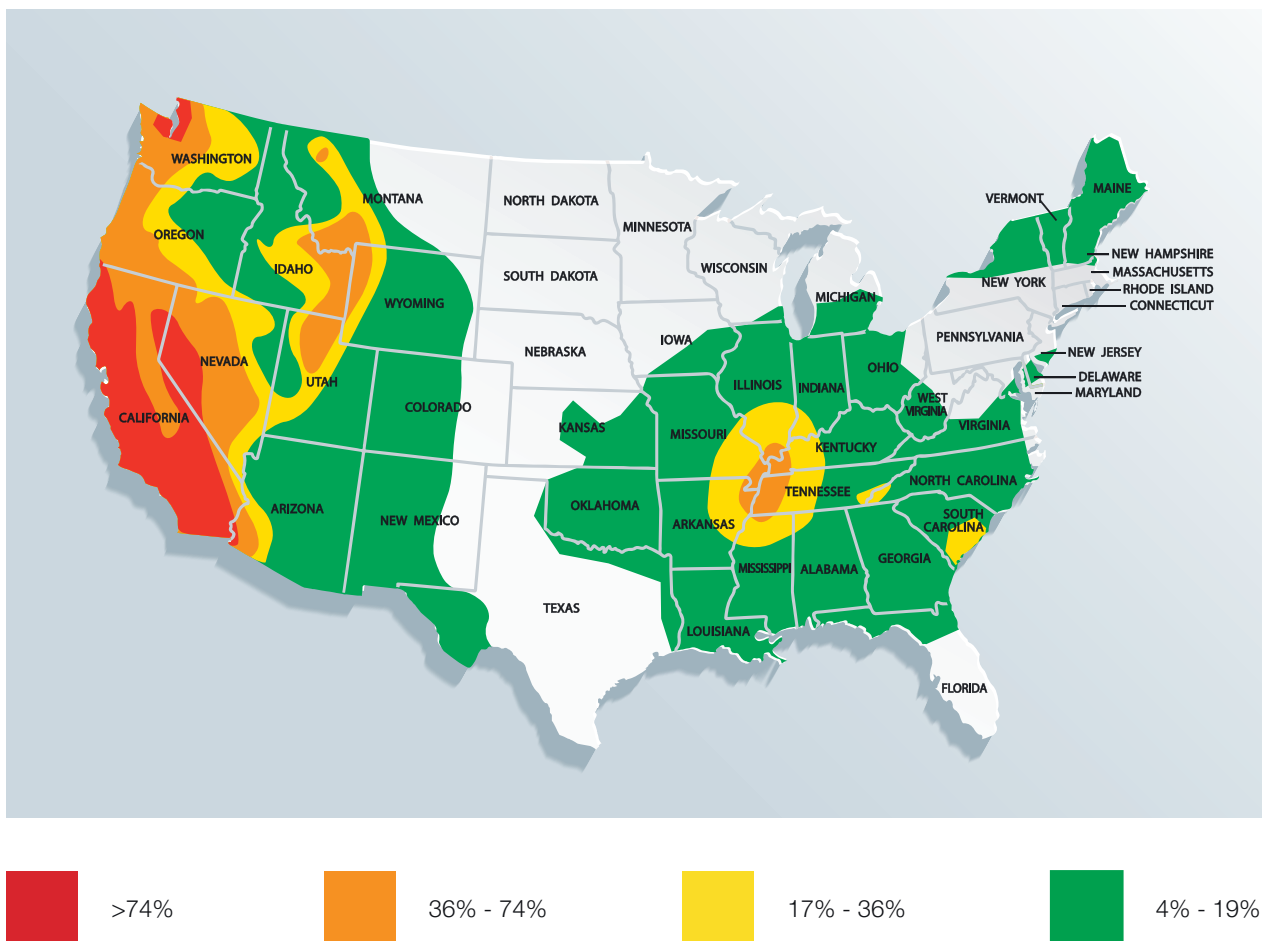 WASHINGTON
MONTANA
NORTH DAKOTA
MINNESOTA
VERMONT
MAINE
OREGON
IDAHO
SOUTH DAKOTA
WISCONSIN
NEW HAMPSHIRE
MASSACHUSETTS
WYOMING
MICHIGAN
NEW YORK
RHODE ISLAND
CONNECTICUT
NEVADA
NEBRASKA
IOWA
PENNSYLVANIA
NEW JERSEY
UTAH
ILLINOIS
INDIANA
OHIO
DELAWARE
MARYLAND
CALIFORNIA
COLORADO
KANSAS
MISSOURI
WEST
VIRGINIA
VIRGINIA
KENTUCKY
ARIZONA
NEW MEXICO
OKLAHOMA
ARKANSAS
TENNESSEE
NORTH CAROLINA
SOUTH
CAROLINA
MISSISSIPPI
ALABAMA
GEORGIA
TEXAS
LOUISIANA
FLORIDA
>74%
36% - 74%
17% - 36%
4% - 19%